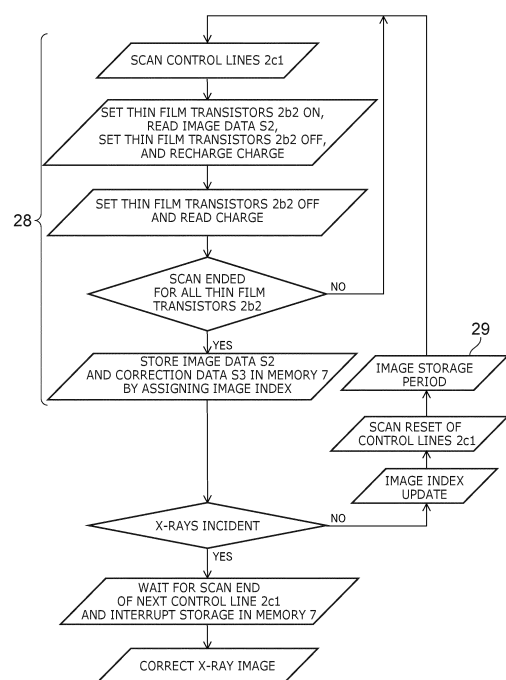 SCAN CONTROL LINES 2c1
SET THIN FILM TRANSISTORS 2b2 ON,
READ IMAGE DATA S2,
SET THIN FILM TRANSISTORS 2b2 OFF,
AND RECHARGE CHARGE
SET THIN FILM TRANSISTORS 2b2 OFF
AND READ CHARGE
28
SCAN ENDED
FOR ALL THIN FILM
TRANSISTORS 2b2
NO
YES
STORE IMAGE DATA S2
AND CORRECTION DATA S3 IN MEMORY 7
BY ASSIGNING IMAGE INDEX
29
IMAGE STORAGE
PERIOD
SCAN RESET OF
CONTROL LINES 2c1
IMAGE INDEX
UPDATE
X-RAYS INCIDENT
NO
YES
WAIT FOR SCAN END
OF NEXT CONTROL LINE 2c1
AND INTERRUPT STORAGE IN MEMORY 7
CORRECT X-RAY IMAGE